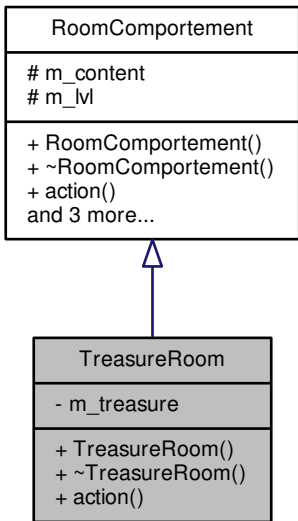 RoomComportement
# m_content
# m_lvl
+ RoomComportement()
+ ~RoomComportement()
+ action()
and 3 more...
TreasureRoom
- m_treasure
+ TreasureRoom()
+ ~TreasureRoom()
+ action()